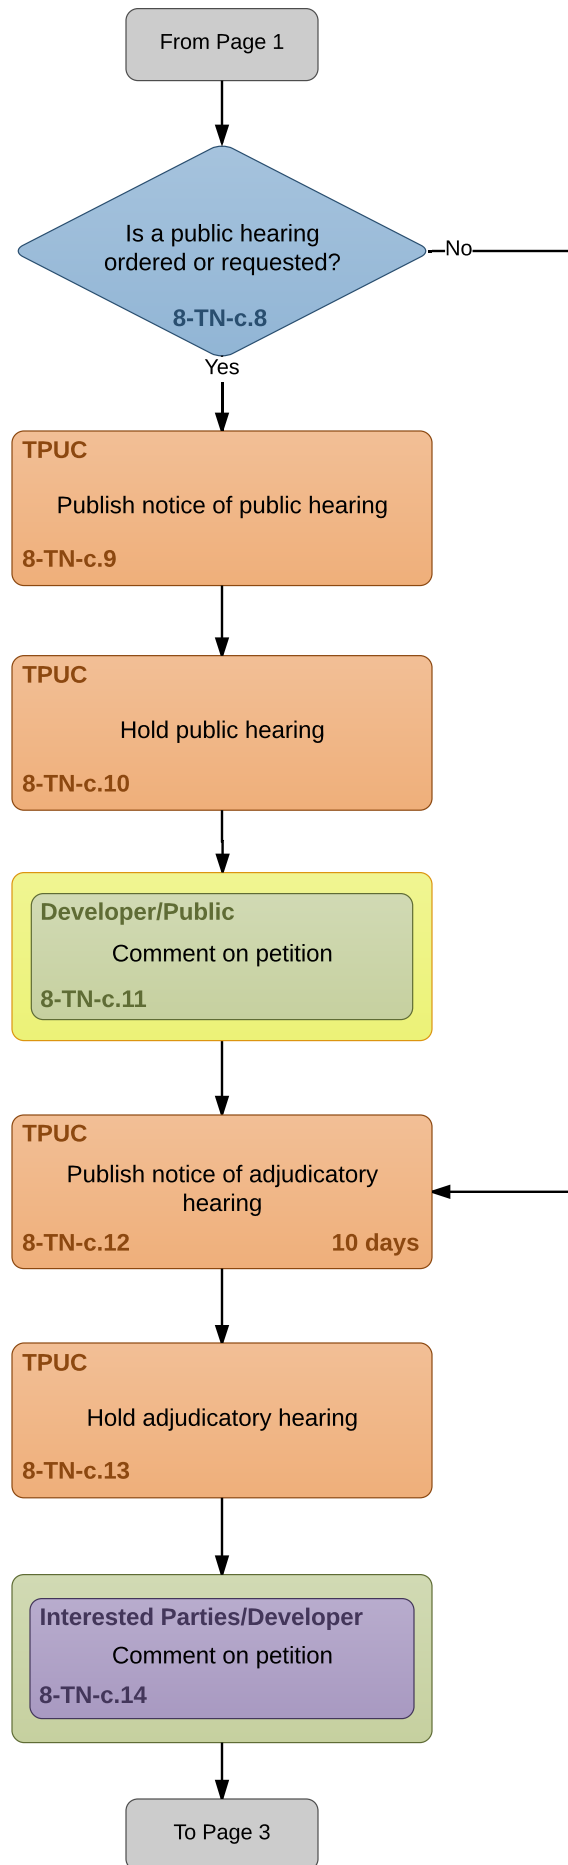 From Page 1
Is a public hearing
ordered or requested?
8-TN-c.8
No
Yes
TPUC
Publish notice of public hearing
8-TN-c.9
TPUC
Hold public hearing
8-TN-c.10
Developer/Public
Comment on petition
8-TN-c.11
TPUC
Publish notice of adjudicatory
hearing
8-TN-c.12
10 days
TPUC
Hold adjudicatory hearing
8-TN-c.13
Interested Parties/Developer
Comment on petition
8-TN-c.14
To Page 3